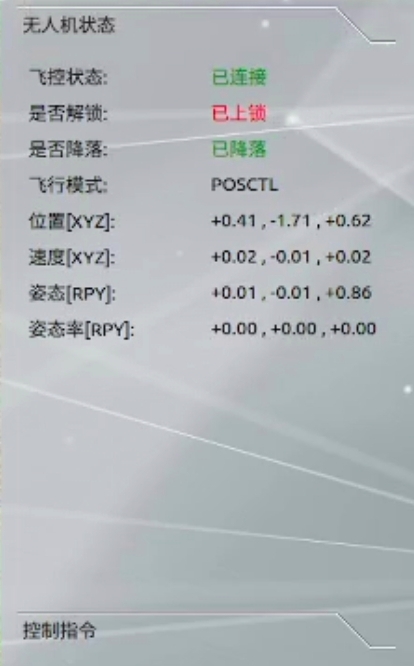 无人机状态
飞控状态: 已连接
是否解锁: 已上锁
是否降落: 已降落
飞行模式: POSCTL
位置[XYZ]: +0.41 , -1.71 , +0.62
速度[XYZ]: +0.02 , -0.01 , +0.02
姿态[RPY]: +0.01 , -0.01 , +0.86
姿态率[RPY]: +0.00 , +0.00 , +0.00
控制指令